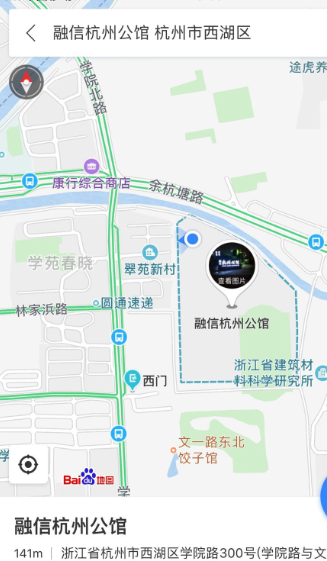 融信杭州公馆 杭州市西湖区
途虎养
学院北路
康行综合商店
余杭塘路
学苑春晓
翠苑新村
查看图片
林家浜路
圆通速递
融信杭州公馆
浙江省建筑材
料科学研究所
西门
文一路东北
饺子馆
学
Bai 地图
学
融信杭州公馆
141m 浙江省杭州市西湖区学院路300号(学院路与文